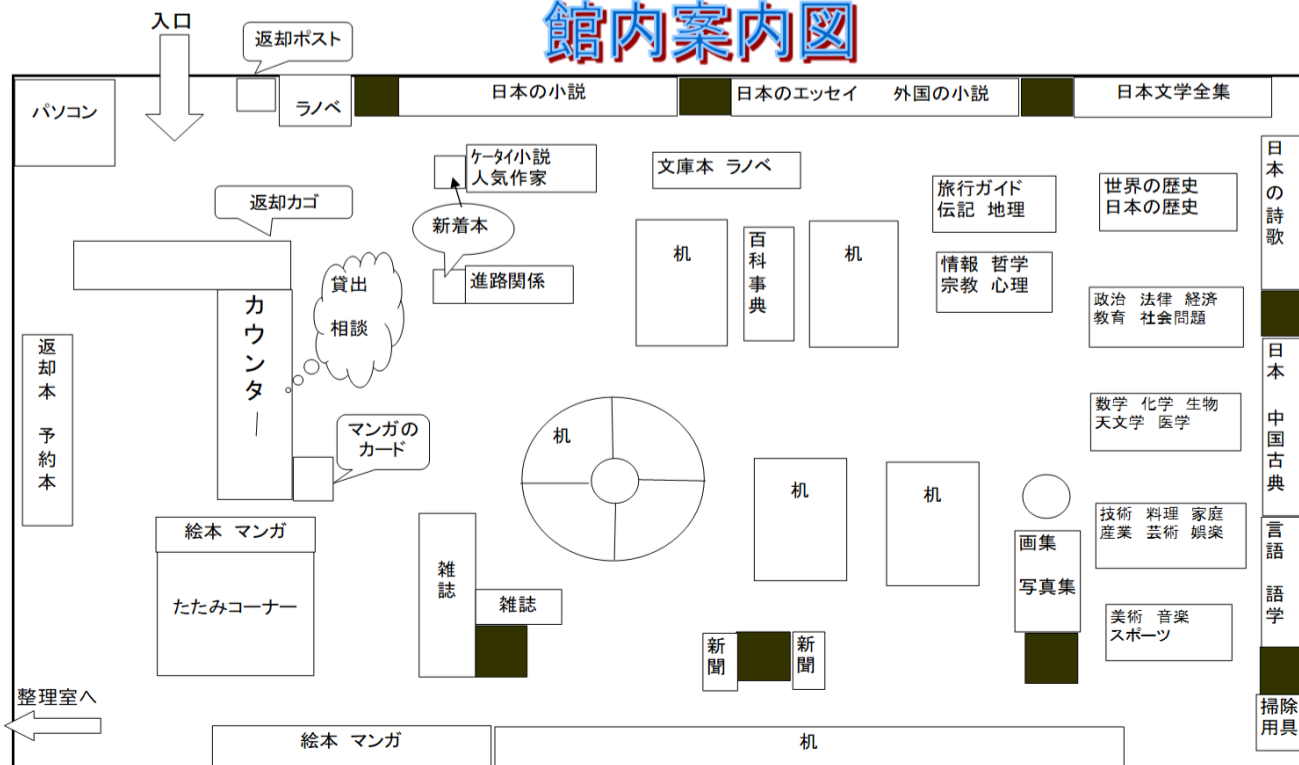 館内案内図
入口
返却ポスト
パソコン
ラノベ
日本の小説
日本のエッセイ 外国の小説
日本文学全集
ケータイ小説
人気作家
文庫本 ラノベ
旅行ガイド
伝記 地理
世界の歴史
日本の歴史
日本の詩歌
返却カゴ
新着本
机
百科事典
机
情報 哲学
宗教 心理
進路関係
貸出
相談
カウンター
政治 法律 経済
教育 社会問題
返却本 予約本
日本 中国古典
数学 化学 生物
天文学 医学
マンガの
カード
机
机
机
技術 料理 家庭
産業 芸術 娯楽
絵本 マンガ
言語 語学
画集
写真集
雑誌
たたみコーナー
雑誌
美術 音楽
スポーツ
新聞
新聞
整理室へ
掃除
用具
絵本 マンガ
机